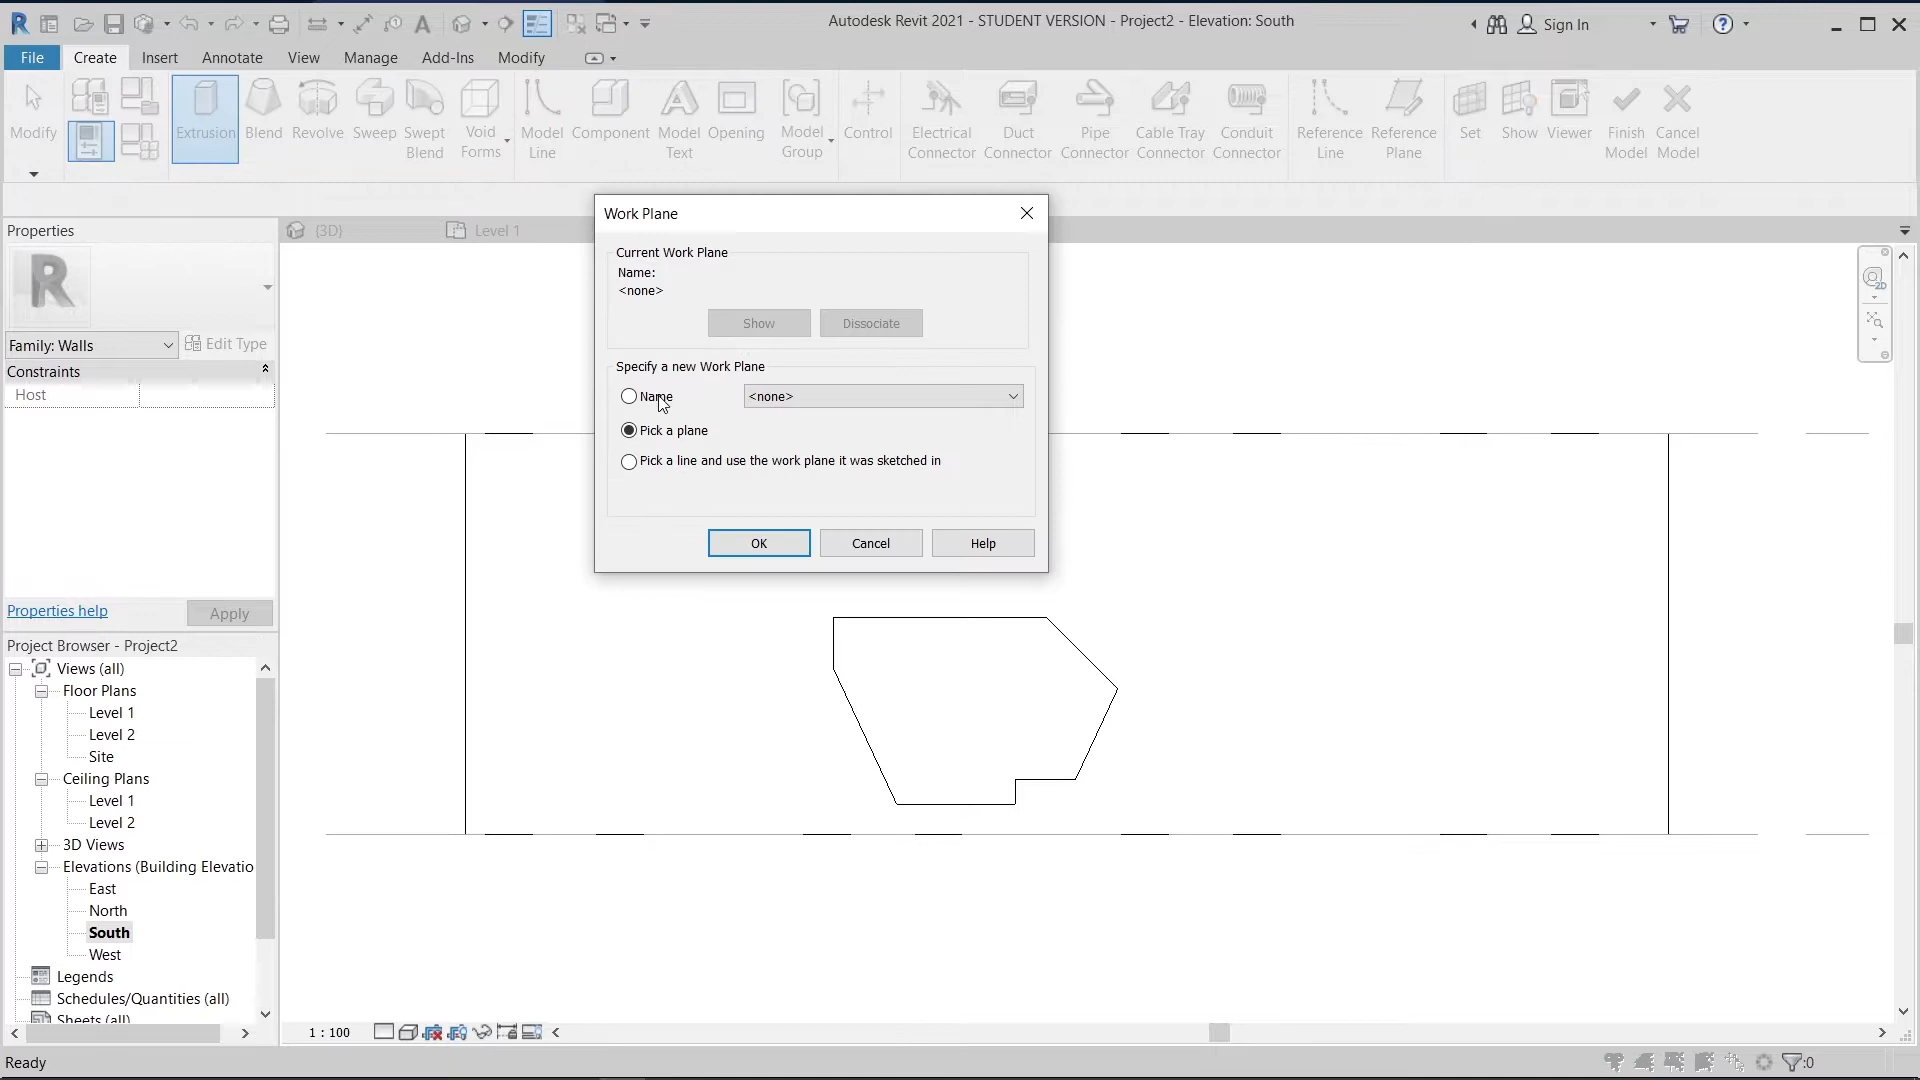 Autodesk Revit 2021 - STUDENT VERSION - Project2 - Elevation: South
Sign In
File Create Insert Annotate View Manage Add-Ins Modify
Modify
Extrusion
Blend
Revolve
Sweep
Swept Blend
Void Forms
Model Line
Component
Model Text
Opening
Model Group
Control
Electrical Connector
Duct Connector
Pipe Connector
Cable Tray Connector
Conduit Connector
Reference Line
Reference Plane
Set
Show
Viewer
Finish Model
Cancel Model
Properties
R
Family: Walls
Edit Type
Constraints
Host
Properties help
Apply
Project Browser - Project2
Views (all)
Floor Plans
Level 1
Level 2
Site
Ceiling Plans
Level 1
Level 2
3D Views
Elevations (Building Elevatio
East
North
South
West
Legends
Schedules/Quantities (all)
Sheets (all)
(3D)
Level 1
Work Plane
Current Work Plane
Name:
<none>
Show
Dissociate
Specify a new Work Plane
Name
<none>
Pick a plane
Pick a line and use the work plane it was sketched in
OK
Cancel
Help
2D
1 : 100
Ready
:0